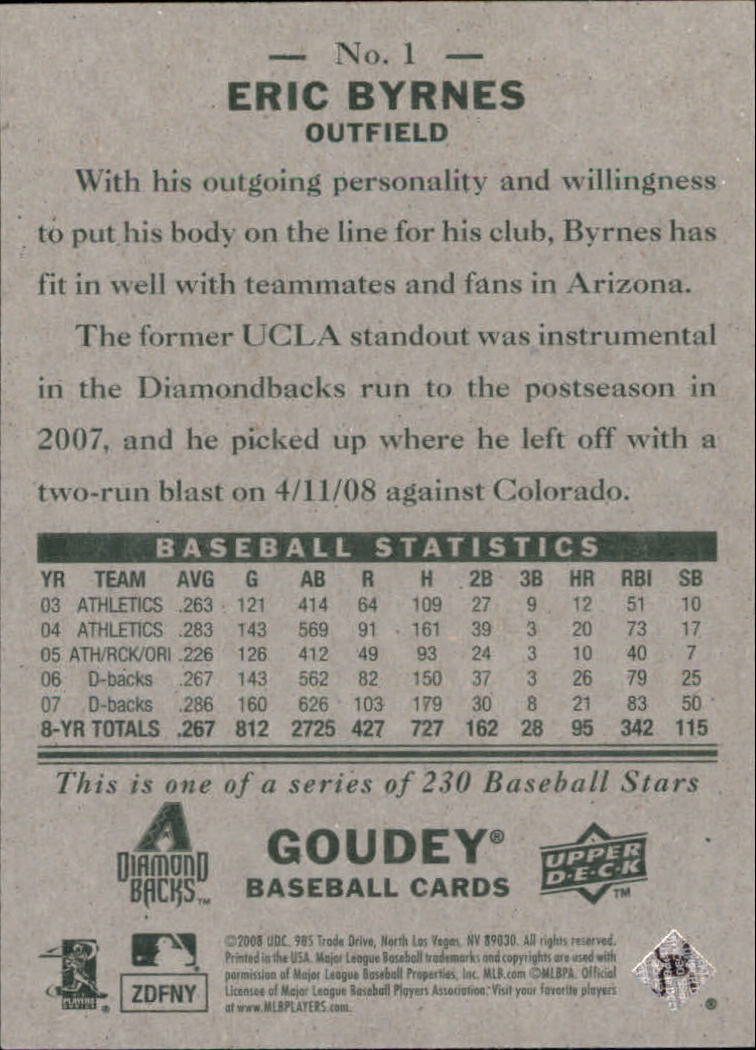 — No. 1 —
ERIC BYRNES
OUTFIELD
With his outgoing personality and willingness
to put his body on the line for his club, Byrnes has
fit in well with teammates and fans in Arizona.
The former UCLA standout was instrumental
in the Diamondbacks run to the postseason in
2007, and he picked up where he left off with a
two-run blast on 4/11/08 against Colorado.
BASEBALL STATISTICS
YR TEAM AVG G AB R H 2B 3B HR RBI SB
03 ATHLETICS .263 121 414 64 109 27 9 12 51 10
04 ATHLETICS .283 143 569 91 161 39 3 20 73 17
05 ATH/RCK/ORI .226 126 412 49 93 24 3 10 40 7
06 D-backs .267 143 562 82 150 37 3 26 79 25
07 D-backs .286 160 626 103 179 30 8 21 83 50
8-YR TOTALS .267 812 2725 427 727 162 28 95 342 115
This is one of a series of 230 Baseball Stars
A
DIAMOND
BACKS™
GOUDEY®
BASEBALL CARDS
UPPER
D·E·C·K
™
©2008 UDC. 985 Trade Drive, North Las Vegas, NV 89030. All rights reserved.
Printed in the USA. Major League Baseball trademarks and copyrights are used with
permission of Major League Baseball Properties, Inc. MLB.com ©MLBPA. Official
Licensee of Major League Baseball Players Association. Visit your favorite players
at www.MLBPLAYERS.com.
PLAYERS
®
ZDFNY
®